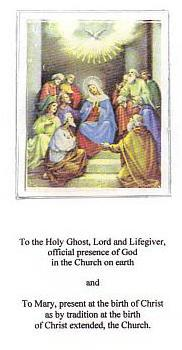 To the Holy Ghost, Lord and Lifegiver,
official presence of God
in the Church on earth
and
To Mary, present at the birth of Christ
as by tradition at the birth
of Christ extended, the Church.